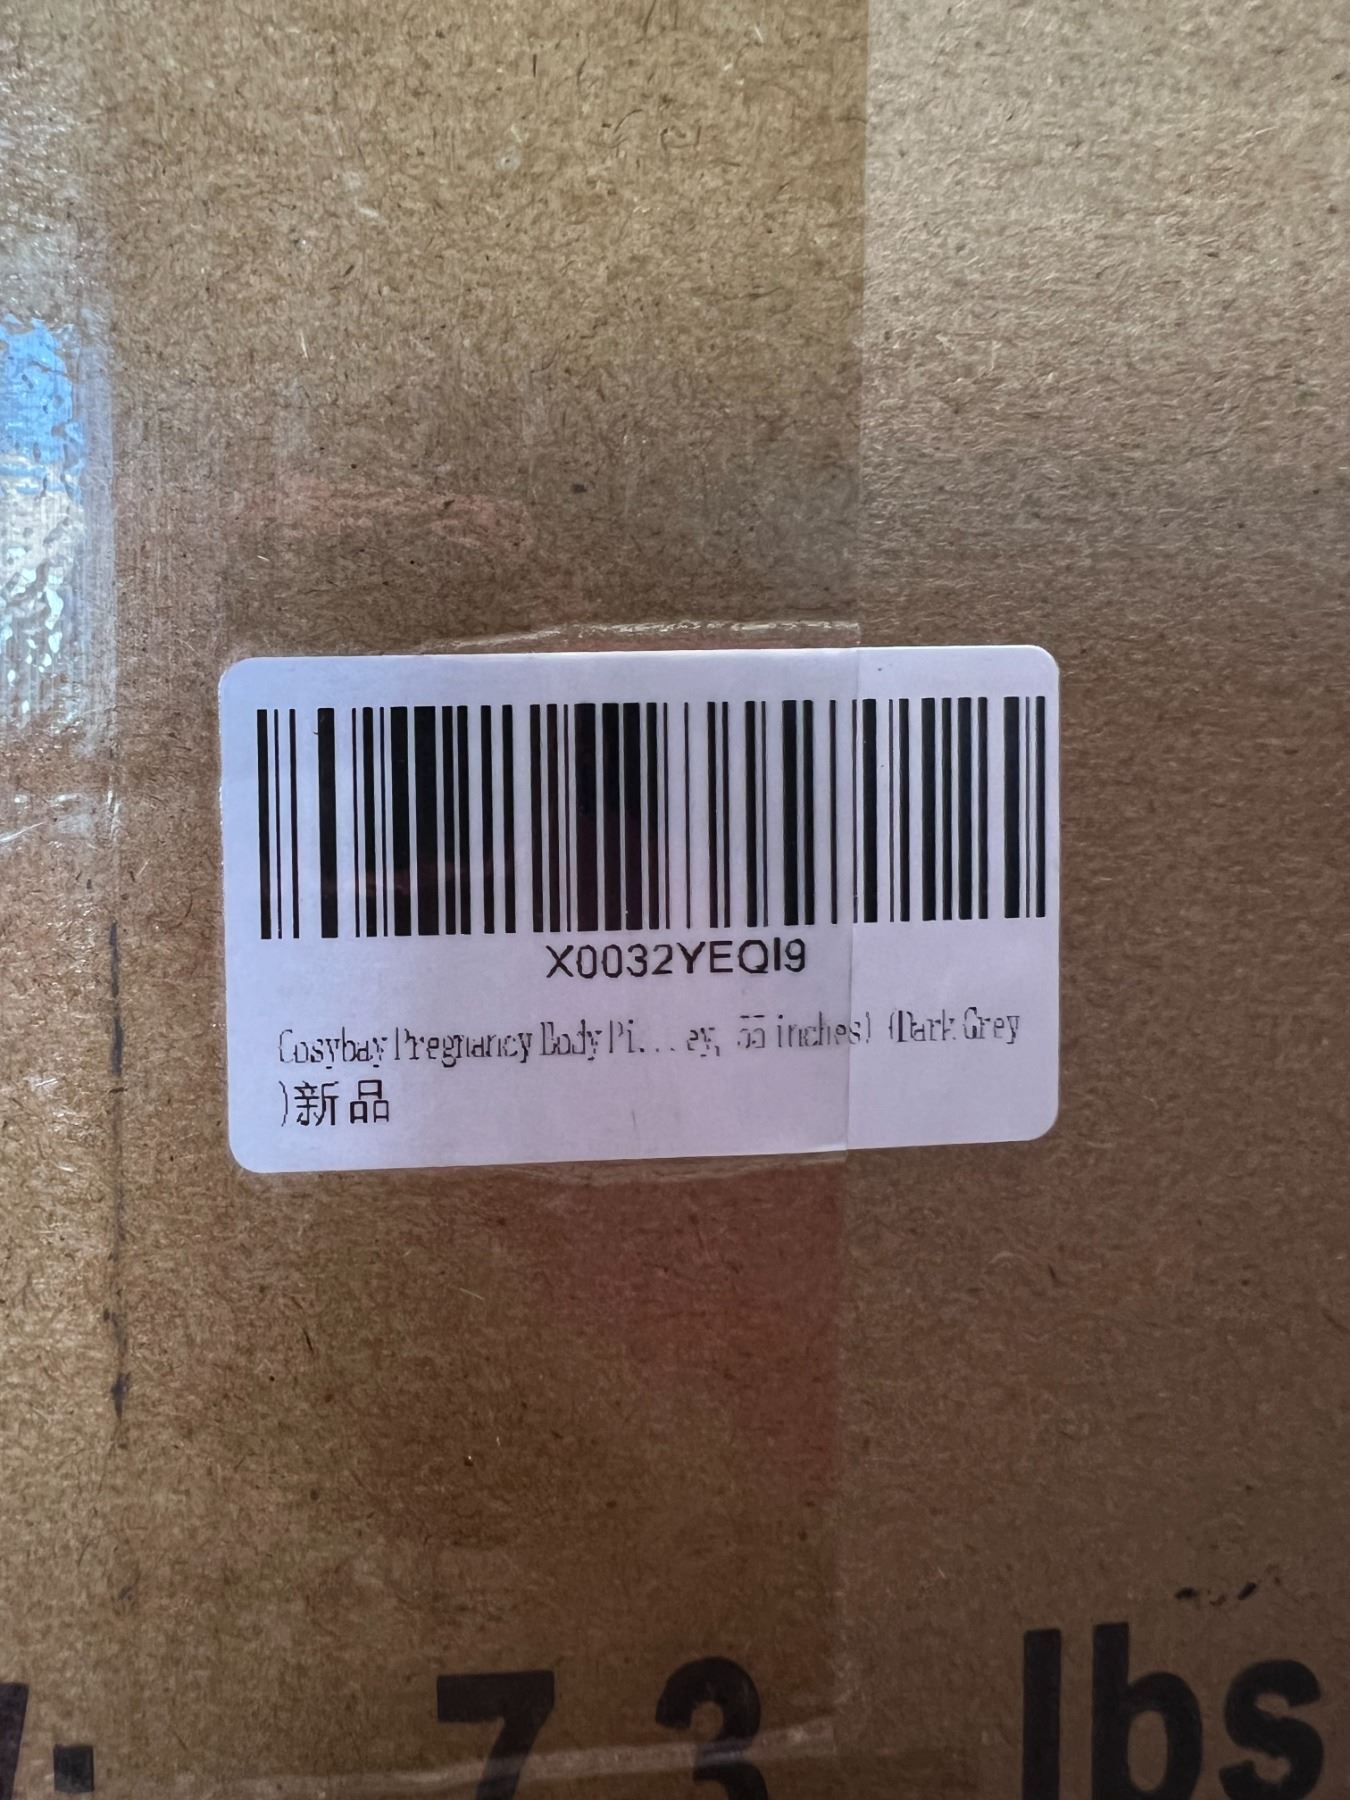 X0032YEQI9
Cosybay Pregnancy Body Pi... ey, 55 inches) (Dark Grey
)新品
7 3 lbs